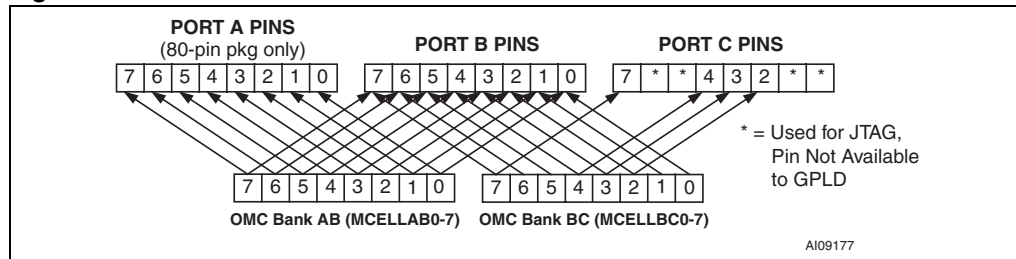 PORT A PINS
(80-pin pkg only)
PORT B PINS
PORT C PINS
7 6 5 4 3 2 1 0
7 6 5 4 3 2 1 0
7 * * 4 3 2 * *
* = Used for JTAG,
Pin Not Available
to GPLD
7 6 5 4 3 2 1 0
7 6 5 4 3 2 1 0
OMC Bank AB (MCELLAB0-7)
OMC Bank BC (MCELLBC0-7)
AI09177